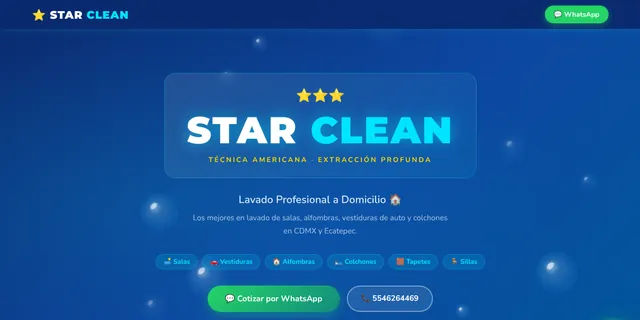 STAR CLEAN
WhatsApp
STAR CLEAN
TÉCNICA AMERICANA · EXTRACCIÓN PROFUNDA
Lavado Profesional a Domicilio
Los mejores en lavado de salas, alfombras, vestiduras de auto y colchones
en CDMX y Ecatepec.
Salas Vestiduras Alfombras Colchones Tapetes Sillas
Cotizar por WhatsApp 5546264469